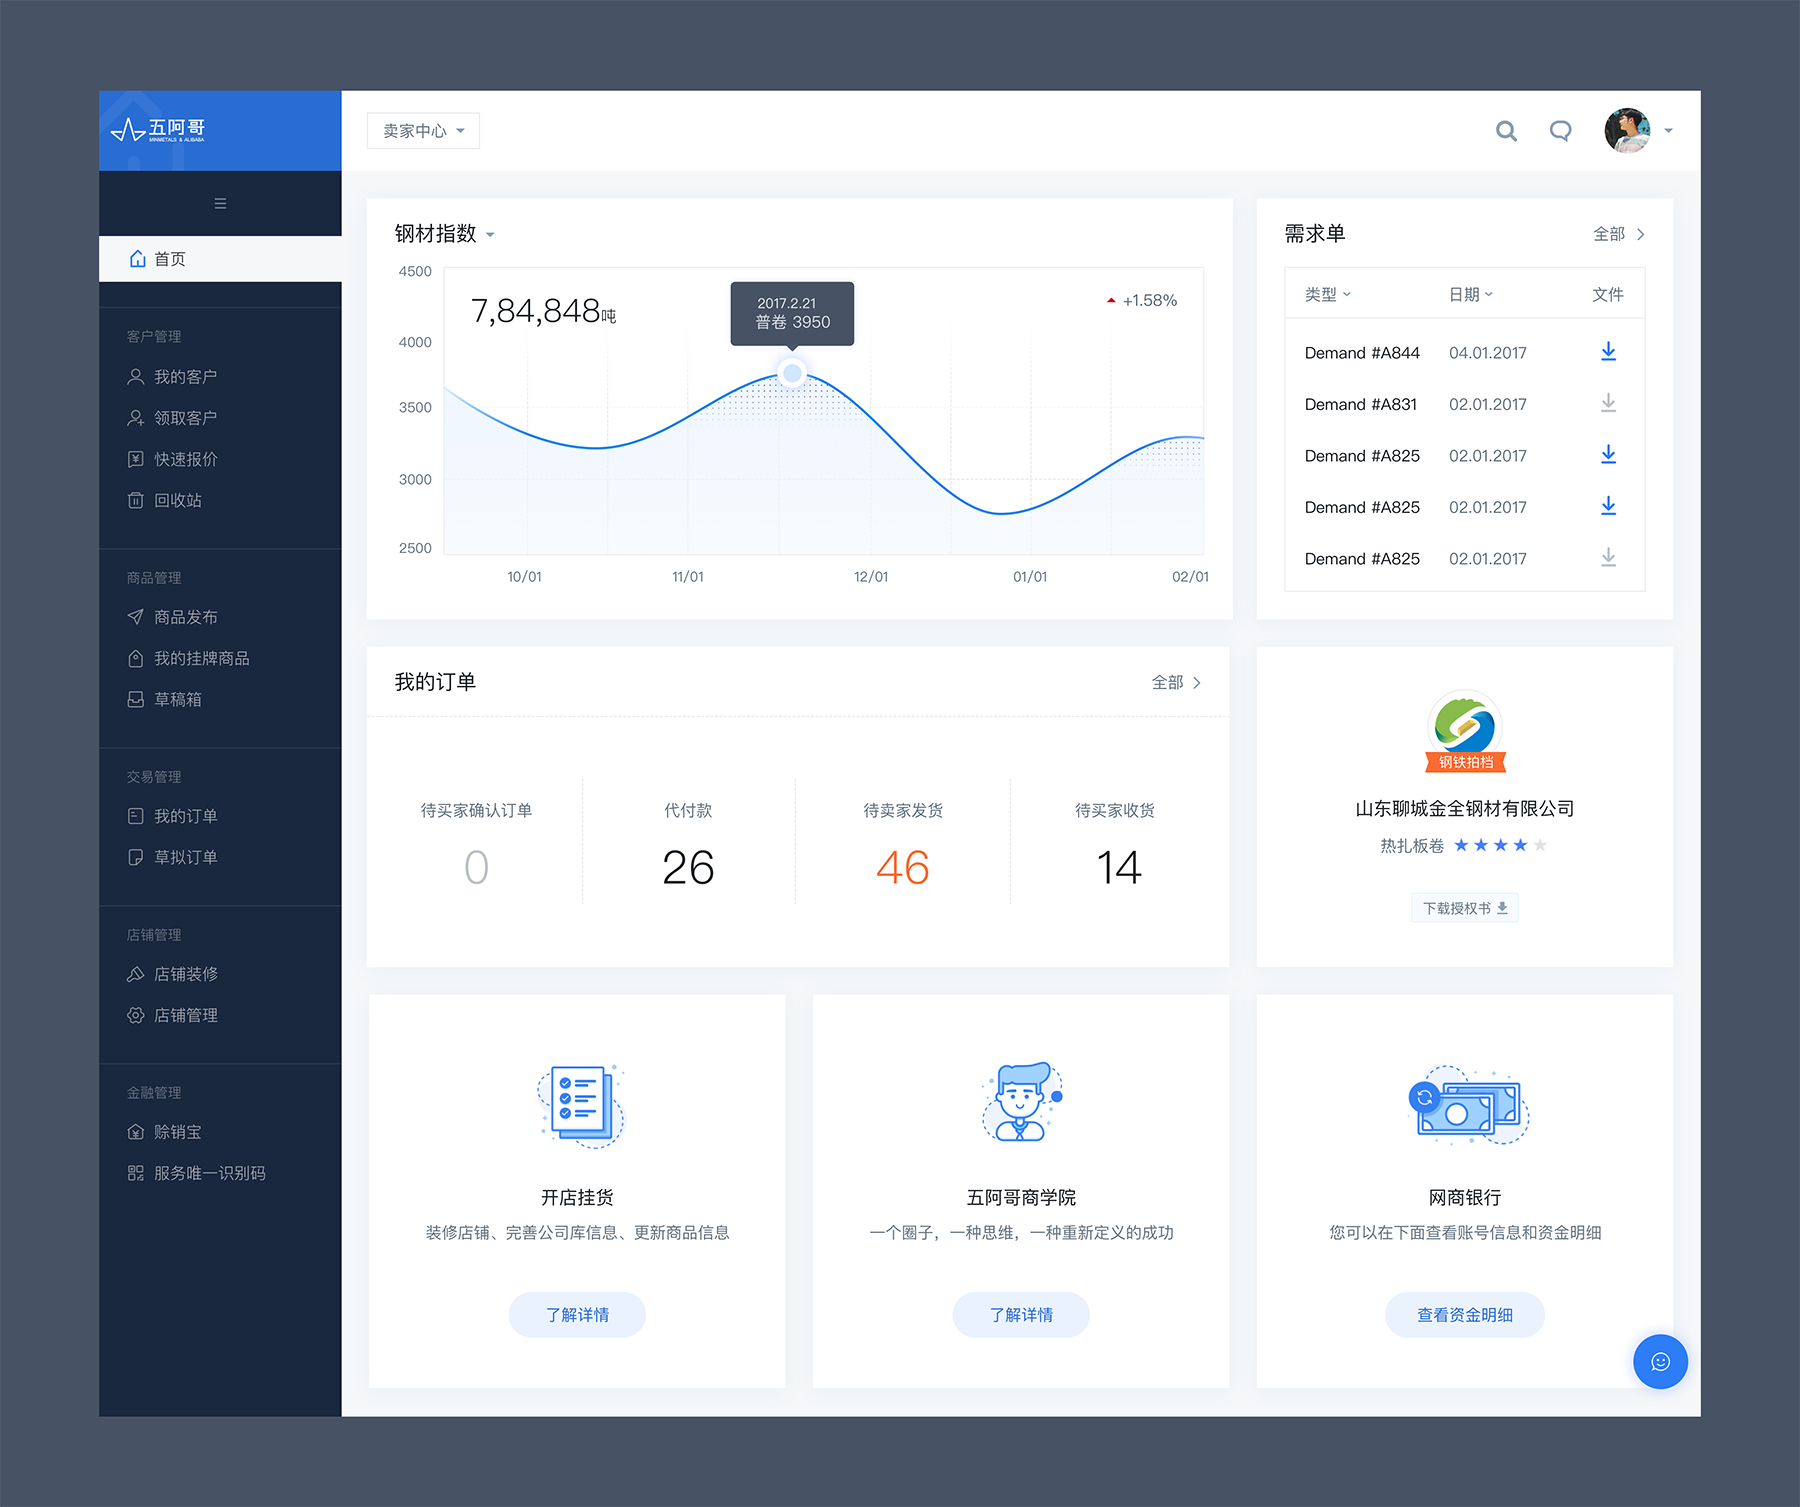 五阿哥
MINMETALS & ALIBABA
首页
客户管理
我的客户
领取客户
快速报价
回收站
商品管理
商品发布
我的挂牌商品
草稿箱
交易管理
我的订单
草拟订单
店铺管理
店铺装修
店铺管理
金融管理
赊销宝
服务唯一识别码
卖家中心
钢材指数
4500
4000
3500
3000
2500
7,84,848吨
2017.2.21
普卷 3950
+1.58%
10/01 11/01 12/01 01/01 02/01
需求单 全部
类型 日期 文件
Demand #A844 04.01.2017
Demand #A831 02.01.2017
Demand #A825 02.01.2017
Demand #A825 02.01.2017
Demand #A825 02.01.2017
我的订单 全部
待买家确认订单 代付款 待卖家发货 待买家收货
0 26 46 14
钢铁拍档
山东聊城金全钢材有限公司
热扎板卷
下载授权书
开店挂货
装修店铺、完善公司库信息、更新商品信息
了解详情
五阿哥商学院
一个圈子，一种思维，一种重新定义的成功
了解详情
网商银行
您可以在下面查看账号信息和资金明细
查看资金明细